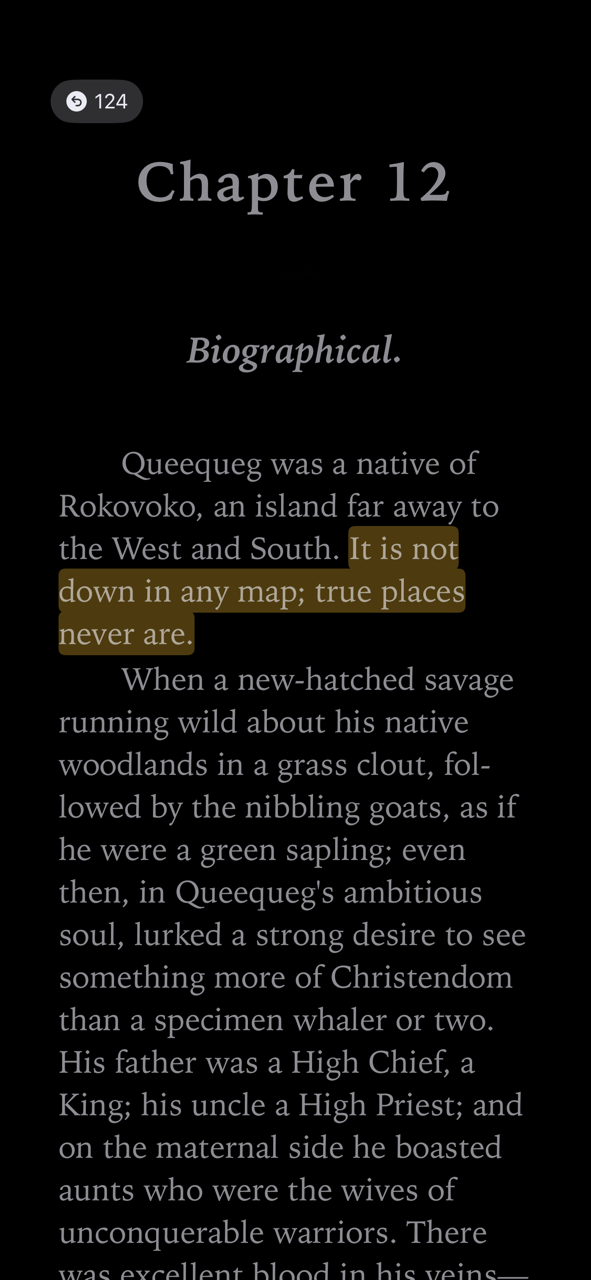 124
Chapter 12
Biographical.
Queequeg was a native of
Rokovoko, an island far away to
the West and South. It is not
down in any map; true places
never are.
When a new-hatched savage
running wild about his native
woodlands in a grass clout, fol-
lowed by the nibbling goats, as if
he were a green sapling; even
then, in Queequeg's ambitious
soul, lurked a strong desire to see
something more of Christendom
than a specimen whaler or two.
His father was a High Chief, a
King; his uncle a High Priest; and
on the maternal side he boasted
aunts who were the wives of
unconquerable warriors. There
was excellent blood in his veins—